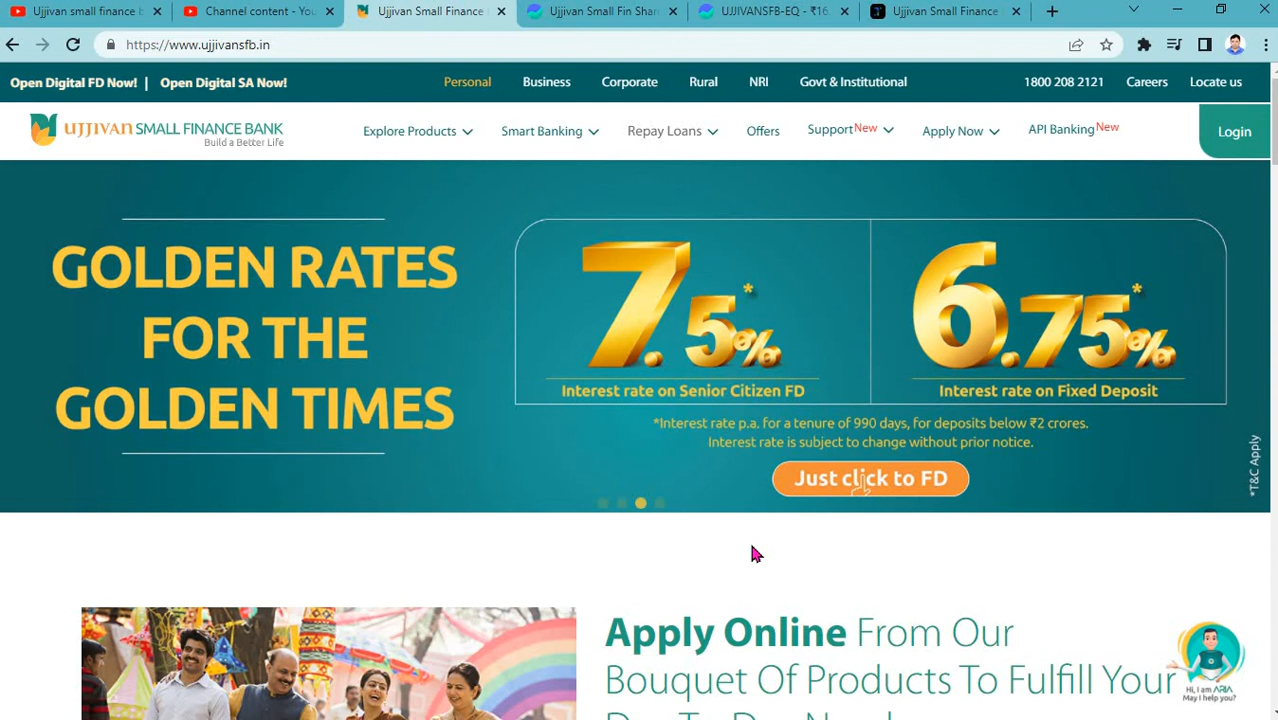 Ujjivan small finance b
Channel content - You
Ujjivan Small Finance
Ujjivan Small Fin Shar
UJJIVANSFB-EQ - ₹16.
Ujjivan Small Finance
https://www.ujjivansfb.in
Open Digital FD Now! | Open Digital SA Now!
Personal Business Corporate Rural NRI Govt & Institutional
1800 208 2121 Careers Locate us
UJJIVAN SMALL FINANCE BANK
Build a Better Life
Explore Products Smart Banking Repay Loans Offers Support New Apply Now API Banking New
Login
GOLDEN RATES
FOR THE
GOLDEN TIMES
7.5%*
Interest rate on Senior Citizen FD
6.75%*
Interest rate on Fixed Deposit
*Interest rate p.a. for a tenure of 990 days, for deposits below ₹2 crores.
Interest rate is subject to change without prior notice.
Just click to FD
*T&C Apply
Apply Online From Our
Bouquet Of Products To Fulfill Your
Hi, I am ARIA
May I help you?